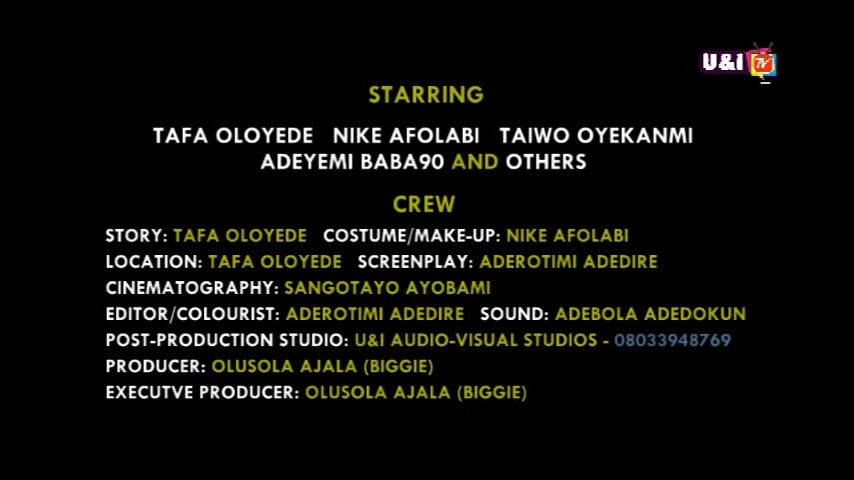 U&I TV
STARRING
TAFA OLOYEDE NIKE AFOLABI TAIWO OYEKANMI
ADEYEMI BABA90 AND OTHERS
CREW
STORY: TAFA OLOYEDE COSTUME/MAKE-UP: NIKE AFOLABI
LOCATION: TAFA OLOYEDE SCREENPLAY: ADEROTIMI ADEDIRE
CINEMATOGRAPHY: SANGOTAYO AYOBAMI
EDITOR/COLOURIST: ADEROTIMI ADEDIRE SOUND: ADEBOLA ADEDOKUN
POST-PRODUCTION STUDIO: U&I AUDIO-VISUAL STUDIOS - 08033948769
PRODUCER: OLUSOLA AJALA (BIGGIE)
EXECUTVE PRODUCER: OLUSOLA AJALA (BIGGIE)